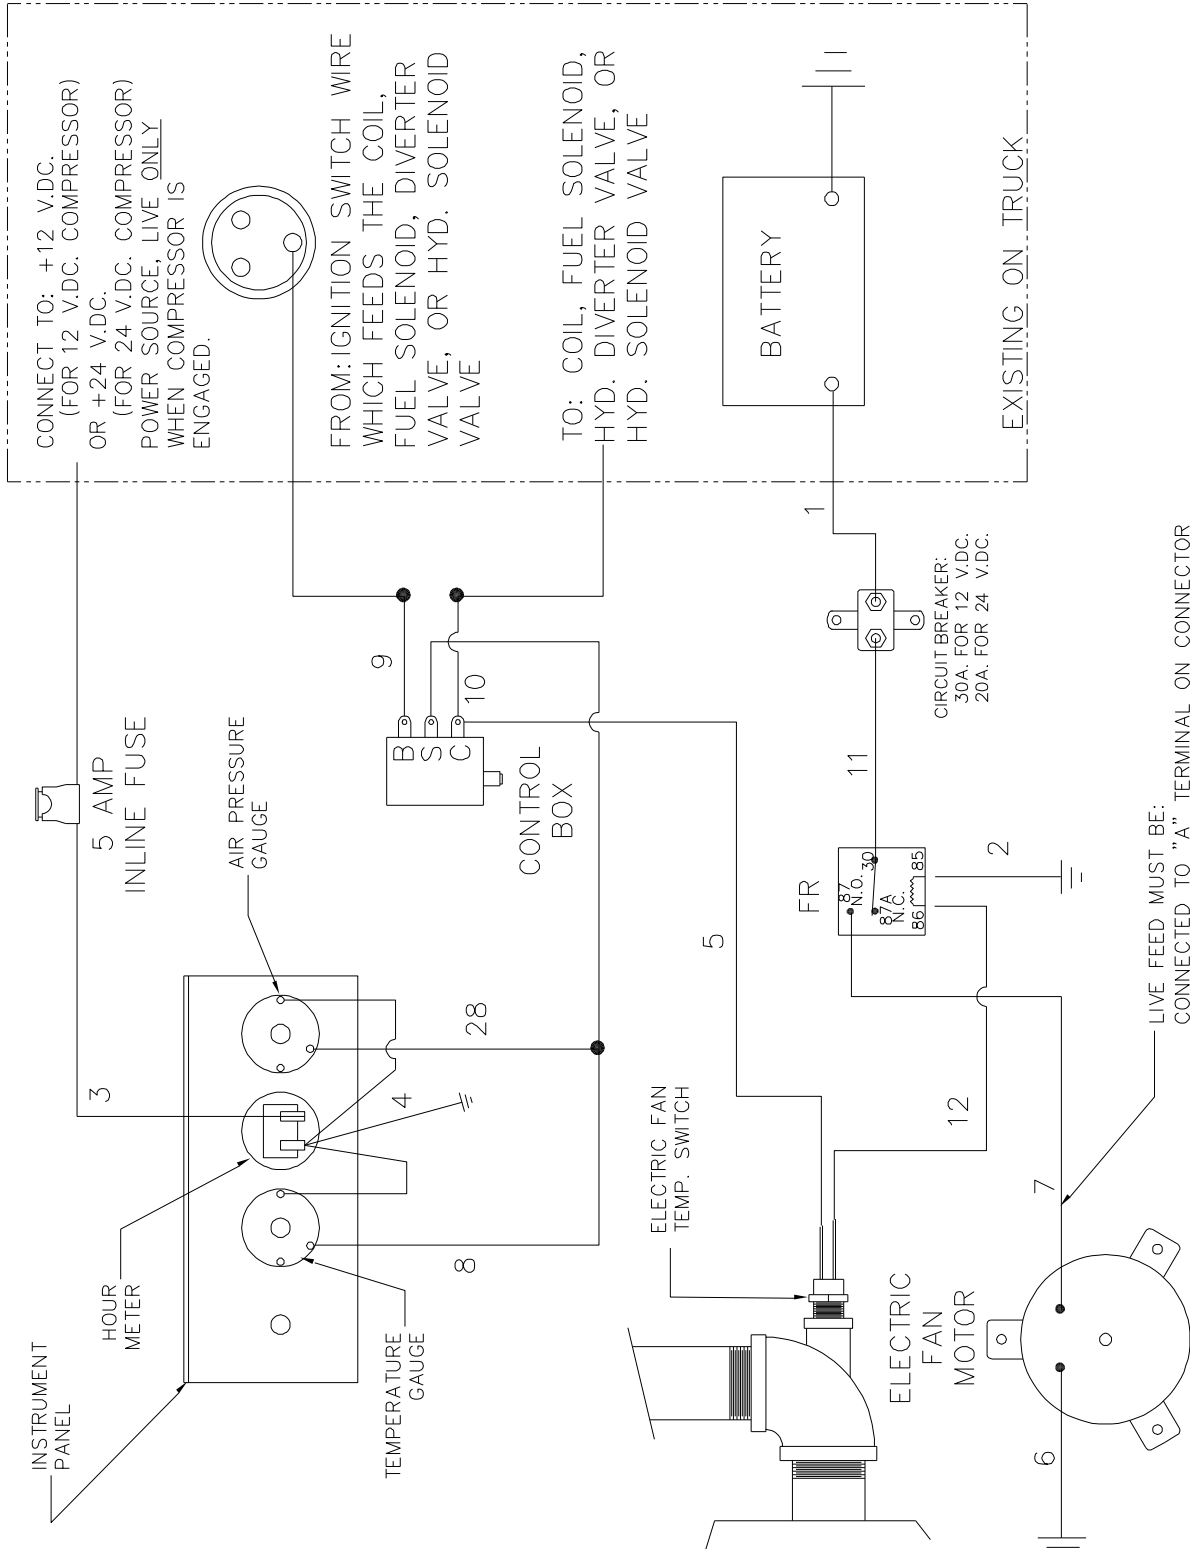 CONNECT TO: +12 V.DC.
(FOR 12 V.DC. COMPRESSOR)
OR +24 V.DC.
(FOR 24 V.DC. COMPRESSOR)
POWER SOURCE, LIVE ONLY
WHEN COMPRESSOR IS
ENGAGED.
FROM: IGNITION SWITCH WIRE
WHICH FEEDS THE COIL,
FUEL SOLENOID, DIVERTER
VALVE, OR HYD. SOLENOID
VALVE
TO: COIL, FUEL SOLENOID,
HYD. DIVERTER VALVE, OR
HYD. SOLENOID VALVE
BATTERY
EXISTING ON TRUCK
5 AMP
INLINE FUSE
AIR PRESSURE
GAUGE
3
HOUR
METER
INSTRUMENT
PANEL
TEMPERATURE
GAUGE
4
28
8
9
10
B
S
C
CONTROL
BOX
5
1
CIRCUIT BREAKER:
30A. FOR 12 V.DC.
20A. FOR 24 V.DC.
11
FR
87
N.O.
30
87A
N.C.
86
85
2
12
ELECTRIC FAN
TEMP. SWITCH
7
LIVE FEED MUST BE:
CONNECTED TO "A" TERMINAL ON CONNECTOR
ELECTRIC
FAN
MOTOR
6